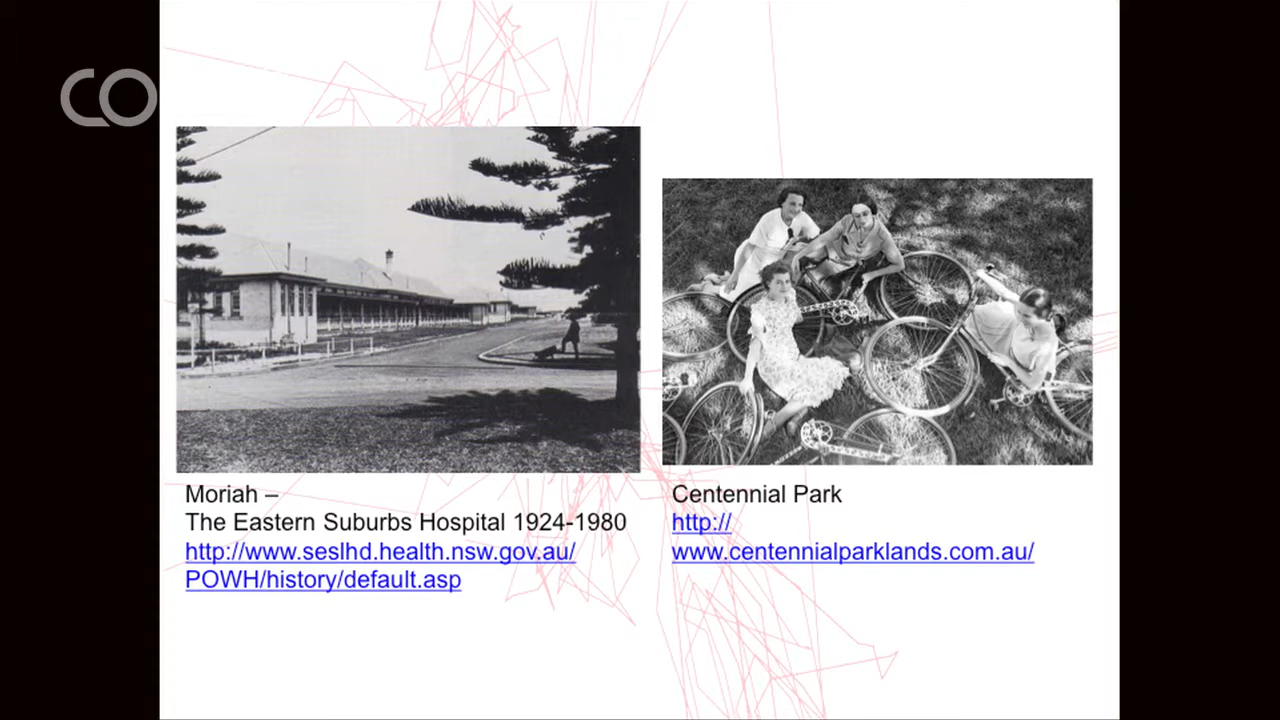 CO
Moriah –
The Eastern Suburbs Hospital 1924-1980
http://www.seslhd.health.nsw.gov.au/
POWH/history/default.asp
Centennial Park
http://
www.centennialparklands.com.au/